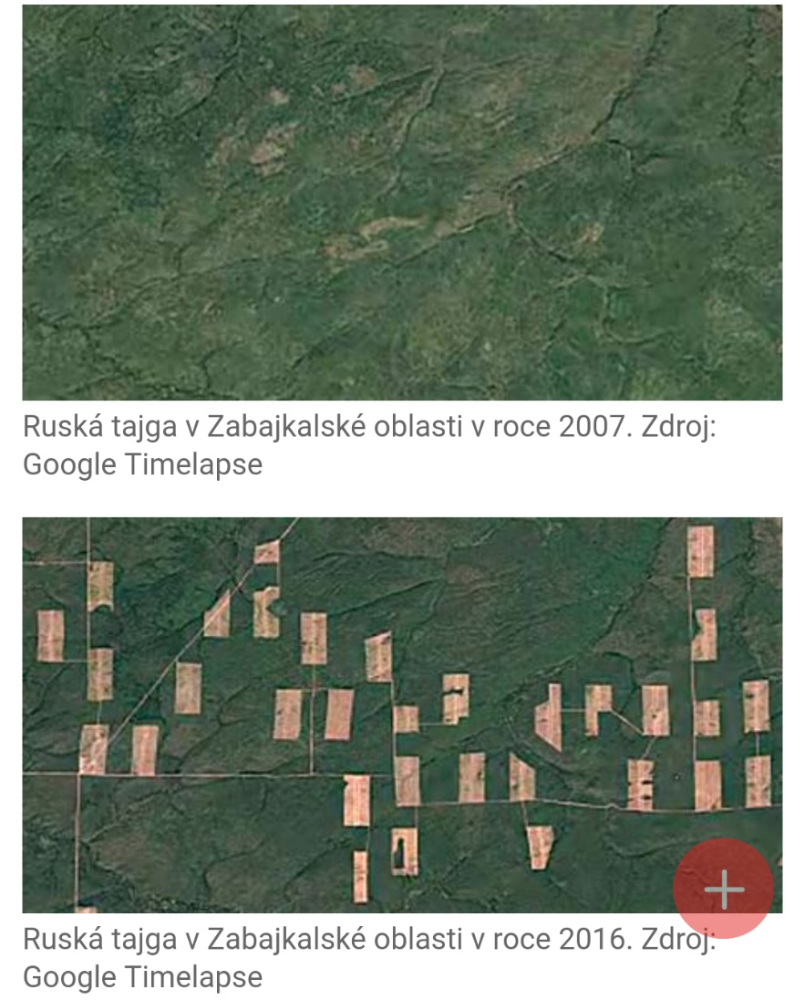 Ruská tajga v Zabajkalské oblasti v roce 2007. Zdroj:
Google Timelapse
Ruská tajga v Zabajkalské oblasti v roce 2016. Zdroj:
Google Timelapse